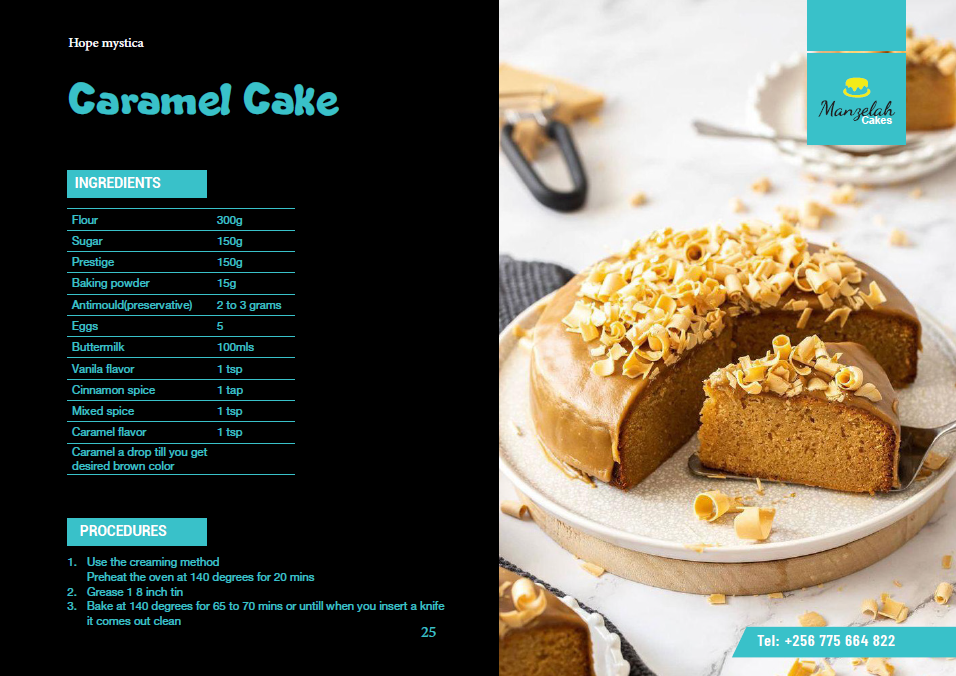 Hope mystica
Caramel Cake
INGREDIENTS
Flour 300g
Sugar 150g
Prestige 150g
Baking powder 15g
Antimould(preservative) 2 to 3 grams
Eggs 5
Buttermilk 100mls
Vanila flavor 1 tsp
Cinnamon spice 1 tap
Mixed spice 1 tsp
Caramel flavor 1 tsp
Caramel a drop till you get
desired brown color
PROCEDURES
1. Use the creaming method
Preheat the oven at 140 degrees for 20 mins
2. Grease 1 8 inch tin
3. Bake at 140 degrees for 65 to 70 mins or untill when you insert a knife
it comes out clean
25
Manzelah
Cakes
Tel: +256 775 664 822